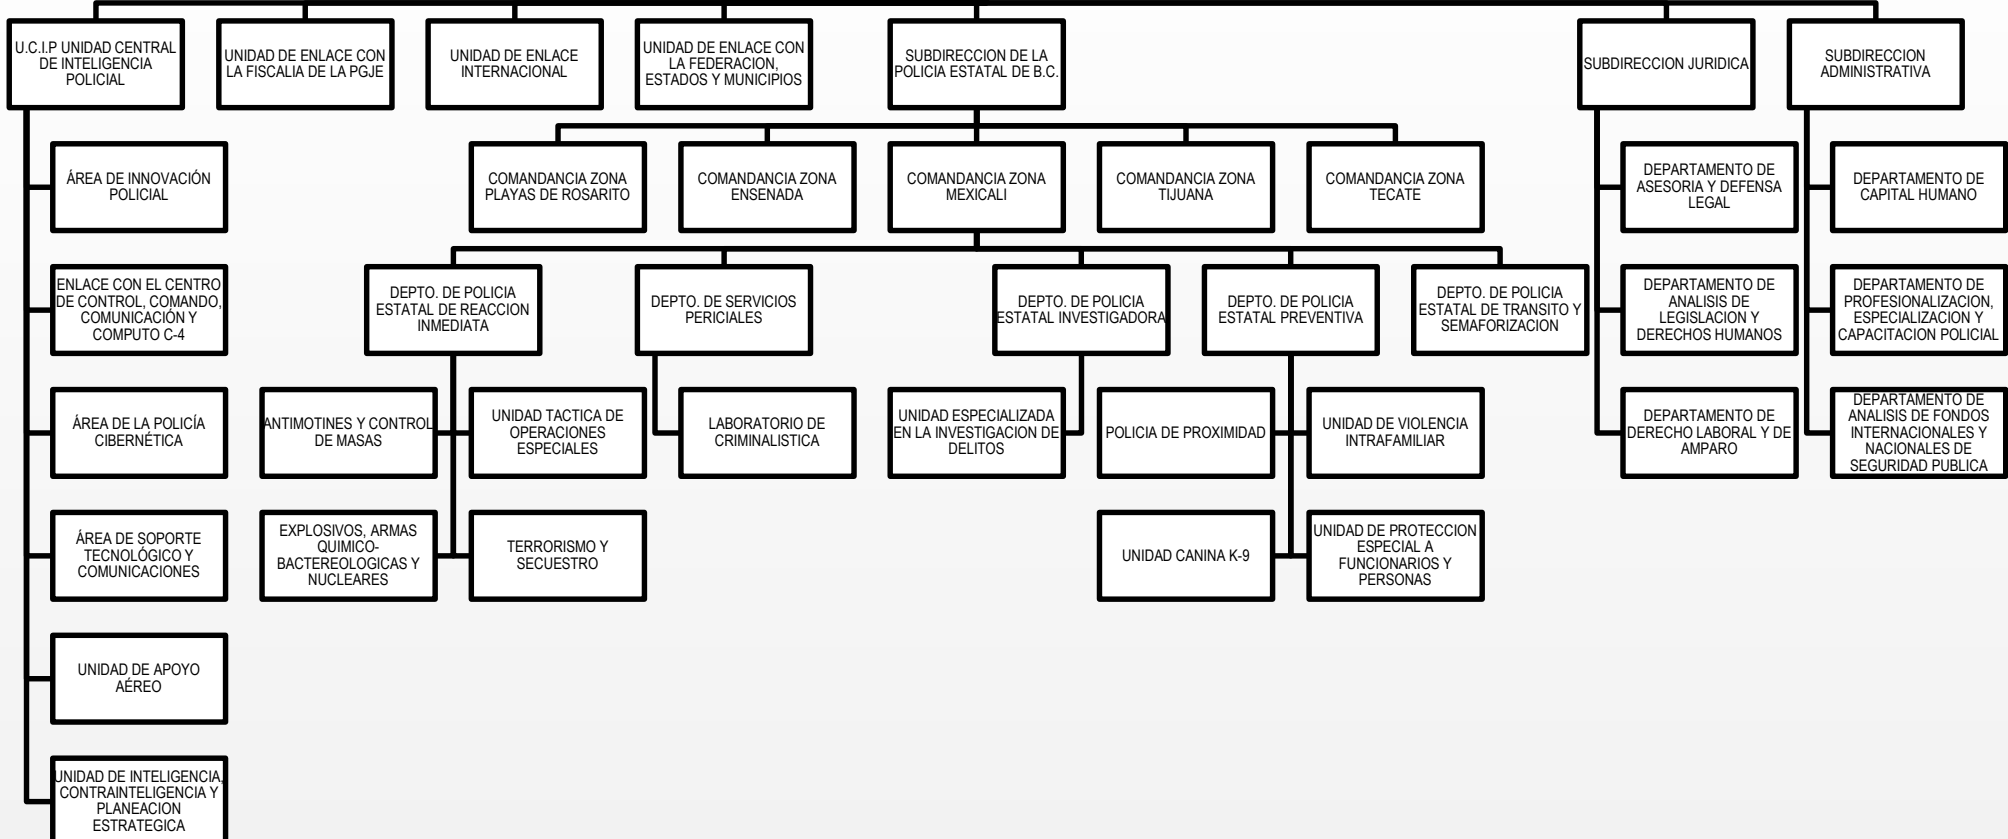 U.C.I.P UNIDAD CENTRAL
DE INTELIGENCIA
POLICIAL
UNIDAD DE ENLACE CON
LA FISCALIA DE LA PGJE
UNIDAD DE ENLACE
INTERNACIONAL
UNIDAD DE ENLACE CON
LA FEDERACION,
ESTADOS Y MUNICIPIOS
SUBDIRECCION DE LA
POLICIA ESTATAL DE B.C.
SUBDIRECCION JURIDICA
SUBDIRECCION
ADMINISTRATIVA
ÁREA DE INNOVACIÓN
POLICIAL
COMANDANCIA ZONA
PLAYAS DE ROSARITO
COMANDANCIA ZONA
ENSENADA
COMANDANCIA ZONA
MEXICALI
COMANDANCIA ZONA
TIJUANA
COMANDANCIA ZONA
TECATE
DEPARTAMENTO DE
ASESORIA Y DEFENSA
LEGAL
DEPARTAMENTO DE
CAPITAL HUMANO
ENLACE CON EL CENTRO
DE CONTROL, COMANDO,
COMUNICACIÓN Y
COMPUTO C-4
DEPTO. DE POLICIA
ESTATAL DE REACCION
INMEDIATA
DEPTO. DE SERVICIOS
PERICIALES
DEPTO. DE POLICIA
ESTATAL INVESTIGADORA
DEPTO. DE POLICIA
ESTATAL PREVENTIVA
DEPTO. DE POLICIA
ESTATAL DE TRANSITO Y
SEMAFORIZACION
DEPARTAMENTO DE
ANALISIS DE
LEGISLACION Y
DERECHOS HUMANOS
DEPARTAMENTO DE
PROFESIONALIZACION,
ESPECIALIZACION Y
CAPACITACION POLICIAL
ÁREA DE LA POLICÍA
CIBERNÉTICA
ANTIMOTINES Y CONTROL
DE MASAS
UNIDAD TACTICA DE
OPERACIONES
ESPECIALES
LABORATORIO DE
CRIMINALISTICA
UNIDAD ESPECIALIZADA
EN LA INVESTIGACION DE
DELITOS
POLICIA DE PROXIMIDAD
UNIDAD DE VIOLENCIA
INTRAFAMILIAR
DEPARTAMENTO DE
DERECHO LABORAL Y DE
AMPARO
DEPARTAMENTO DE
ANALISIS DE FONDOS
INTERNACIONALES Y
NACIONALES DE
SEGURIDAD PUBLICA
ÁREA DE SOPORTE
TECNOLÓGICO Y
COMUNICACIONES
EXPLOSIVOS, ARMAS
QUIMICO-
BACTEREOLOGICAS Y
NUCLEARES
TERRORISMO Y
SECUESTRO
UNIDAD CANINA K-9
UNIDAD DE PROTECCION
ESPECIAL A
FUNCIONARIOS Y
PERSONAS
UNIDAD DE APOYO
AÉREO
UNIDAD DE INTELIGENCIA,
CONTRAINTELIGENCIA Y
PLANEACION
ESTRATEGICA